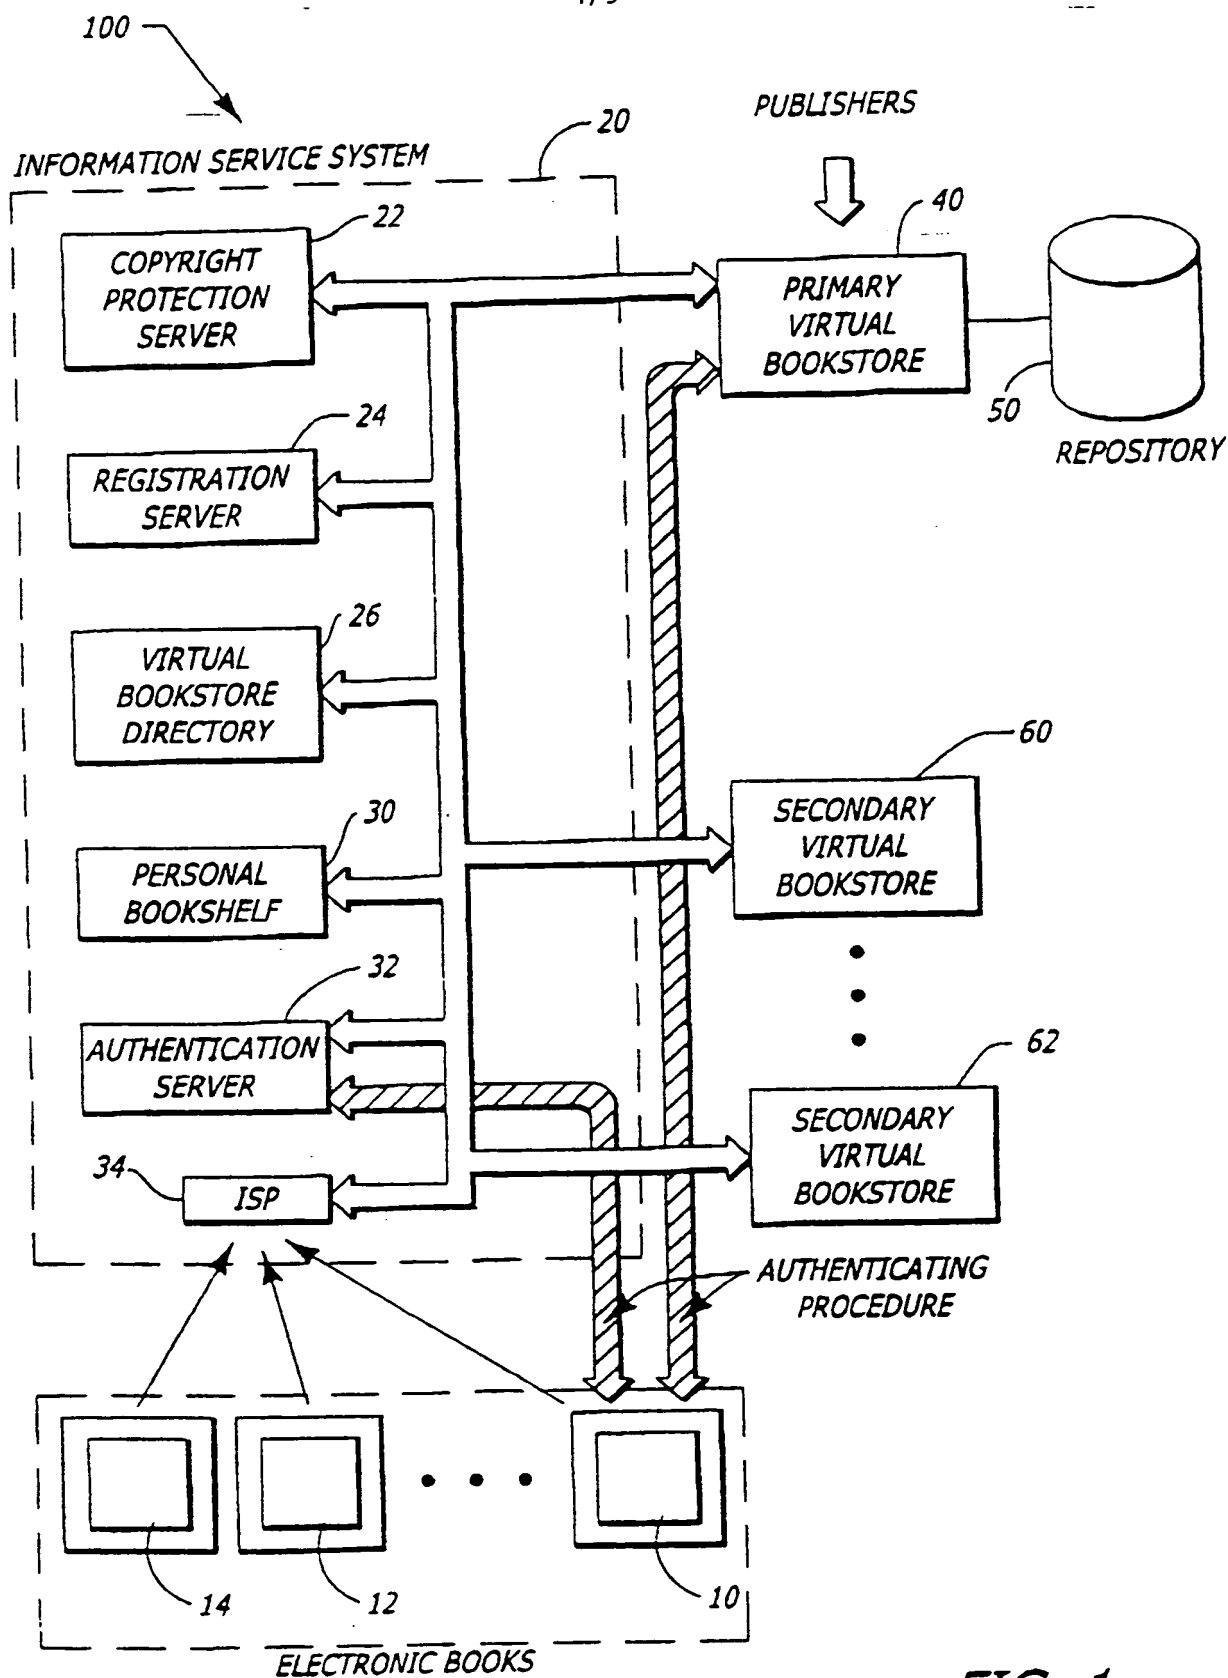 100
PUBLISHERS
INFORMATION SERVICE SYSTEM
20
22
COPYRIGHT
PROTECTION
SERVER
40
PRIMARY
VIRTUAL
BOOKSTORE
50
REPOSITORY
24
REGISTRATION
SERVER
26
VIRTUAL
BOOKSTORE
DIRECTORY
60
SECONDARY
VIRTUAL
BOOKSTORE
30
PERSONAL
BOOKSHELF
32
AUTHENTICATION
SERVER
62
SECONDARY
VIRTUAL
BOOKSTORE
34
ISP
AUTHENTICATING
PROCEDURE
14
12
10
ELECTRONIC BOOKS